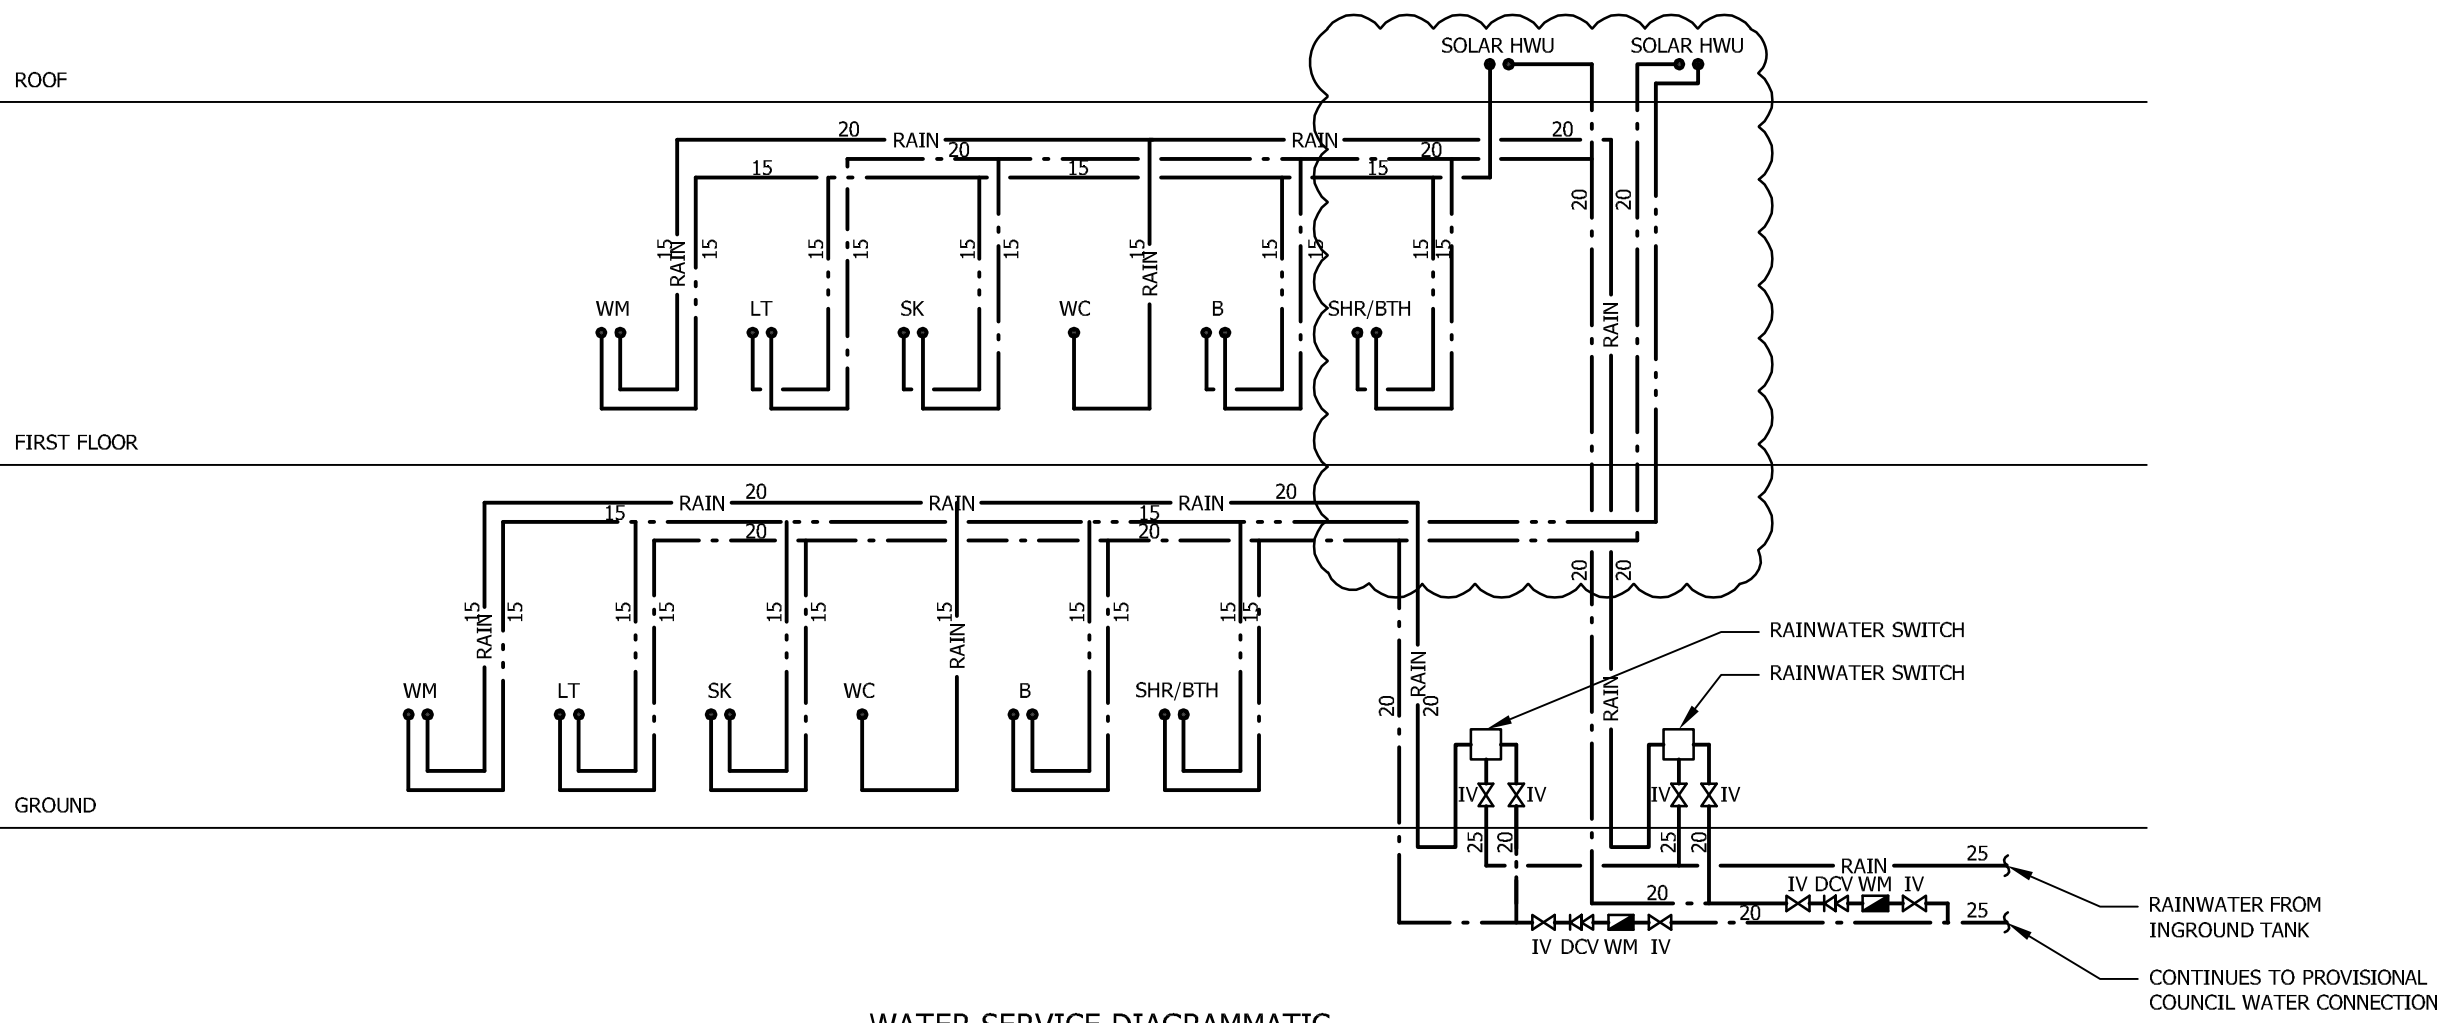 SOLAR HWU SOLAR HWU
ROOF
20 RAIN RAIN 20
20 20
15 15 15
20 20
15 RAIN 15 15 15 15 15 15 RAIN 15 15 15 15
WM LT SK WC B SHR/BTH RAIN
FIRST FLOOR
RAIN 20 RAIN RAIN 20
15 15
20 20
20 20
15 RAIN 15 15 15 15 15 15 RAIN 15 15 15 15
RAINWATER SWITCH
RAINWATER SWITCH
WM LT SK WC B SHR/BTH
20 RAIN 20 RAIN
IV IV IV IV
GROUND
25 20 25 20
RAIN 25
20 IV DCV WM IV
20 25
IV DCV WM IV
RAINWATER FROM
INGROUND TANK
CONTINUES TO PROVISIONAL
COUNCIL WATER CONNECTION
WATER SERVICE DIAGRAMMATIC